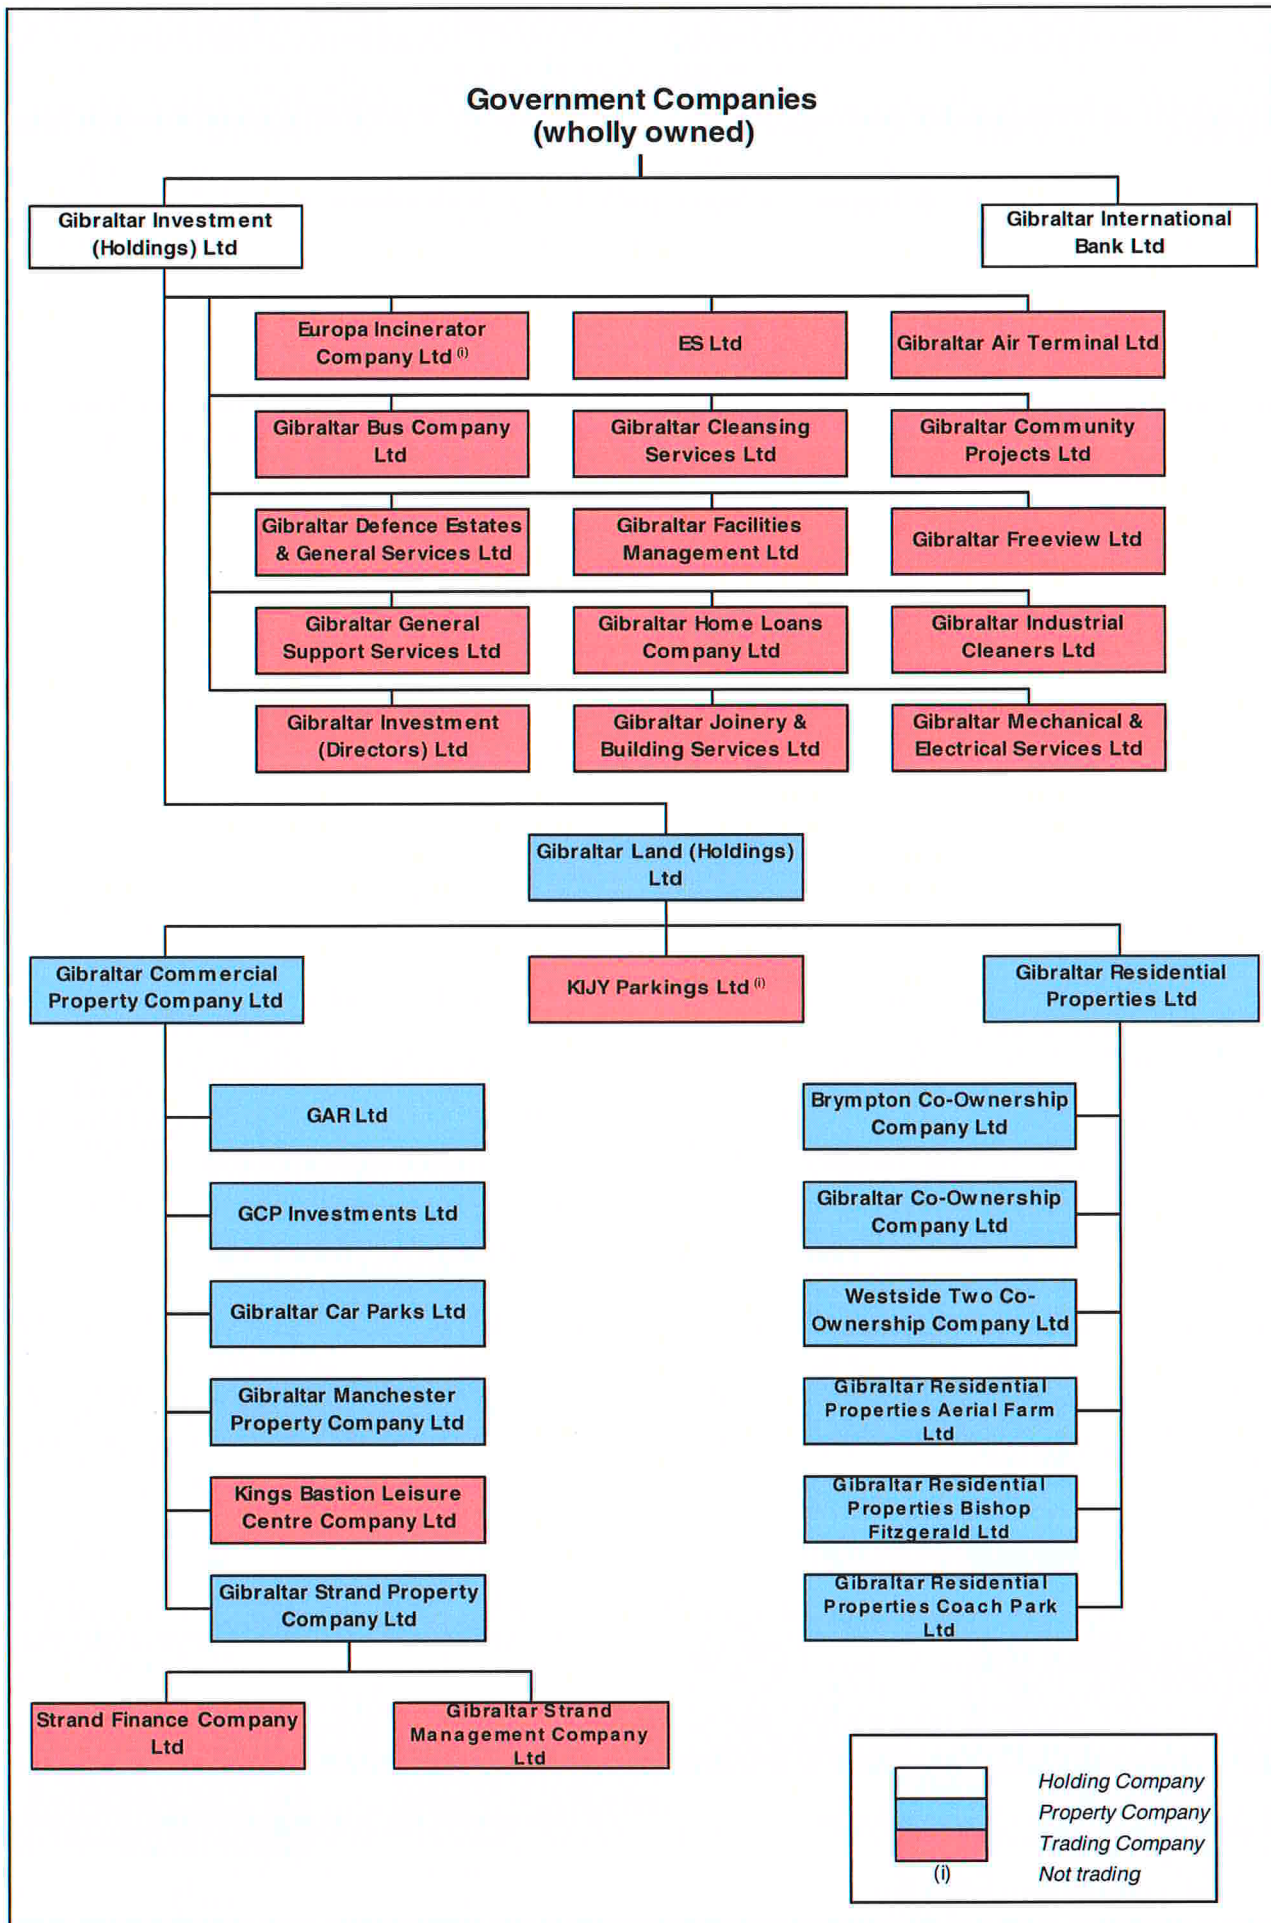 Government Companies
(wholly owned)
Gibraltar Investment
(Holdings) Ltd
Gibraltar International
Bank Ltd
Europa Incinerator
Company Ltd (i)
ES Ltd
Gibraltar Air Terminal Ltd
Gibraltar Bus Company
Ltd
Gibraltar Cleansing
Services Ltd
Gibraltar Community
Projects Ltd
Gibraltar Defence Estates
& General Services Ltd
Gibraltar Facilities
Management Ltd
Gibraltar Freeview Ltd
Gibraltar General
Support Services Ltd
Gibraltar Home Loans
Company Ltd
Gibraltar Industrial
Cleaners Ltd
Gibraltar Investment
(Directors) Ltd
Gibraltar Joinery &
Building Services Ltd
Gibraltar Mechanical &
Electrical Services Ltd
Gibraltar Land (Holdings)
Ltd
Gibraltar Commercial
Property Company Ltd
KIJY Parkings Ltd (i)
Gibraltar Residential
Properties Ltd
GAR Ltd
GCP Investments Ltd
Gibraltar Car Parks Ltd
Gibraltar Manchester
Property Company Ltd
Kings Bastion Leisure
Centre Company Ltd
Gibraltar Strand Property
Company Ltd
Brympton Co-Ownership
Company Ltd
Gibraltar Co-Ownership
Company Ltd
Westside Two Co-
Ownership Company Ltd
Gibraltar Residential
Properties Aerial Farm
Ltd
Gibraltar Residential
Properties Bishop
Fitzgerald Ltd
Gibraltar Residential
Properties Coach Park
Ltd
Strand Finance Company
Ltd
Gibraltar Strand
Management Company
Ltd
Holding Company
Property Company
Trading Company
(i) Not trading